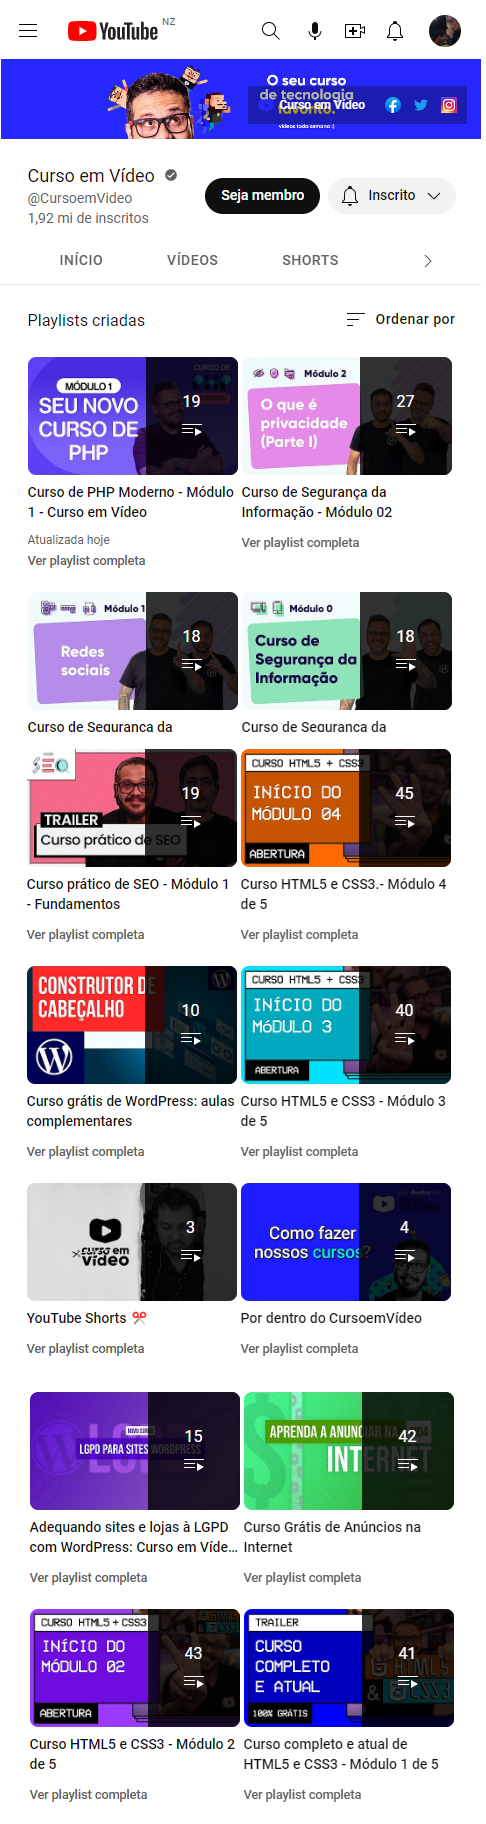 YouTube NZ
O seu curso
de tecnologia
favorito.
Curso em Vídeo
vídeos toda semana :)
Curso em Vídeo
@CursoemVideo
1,92 mi de inscritos
Seja membro
Inscrito
INÍCIO
VÍDEOS
SHORTS
Playlists criadas
Ordenar por
MÓDULO 1
SEU NOVO
CURSO DE
PHP
19
Curso de PHP Moderno - Módulo
1 - Curso em Vídeo
Atualizada hoje
Ver playlist completa
Módulo 2
O que é
privacidade
(Parte I)
27
Curso de Segurança da
Informação - Módulo 02
Ver playlist completa
Módulo 1
Redes
sociais
18
Curso de Segurança da
Módulo 0
Curso de
Segurança da
Informação
18
Curso de Segurança da
SEO
TRAILER
Curso prático de SEO
19
Curso prático de SEO - Módulo 1
- Fundamentos
Ver playlist completa
CURSO HTML5 + CSS3
INÍCIO DO
MÓDULO 04
ABERTURA
45
Curso HTML5 e CSS3.- Módulo 4
de 5
Ver playlist completa
CONSTRUTOR DE
CABEÇALHO
10
Curso grátis de WordPress: aulas
complementares
Ver playlist completa
CURSO HTML5 + CSS3
INÍCIO DO
MÓDULO 3
ABERTURA
40
Curso HTML5 e CSS3 - Módulo 3
de 5
Ver playlist completa
CURSO em
vídeo
3
YouTube Shorts
Ver playlist completa
por dentro do
Como fazer
nossos cursos?
4
Por dentro do CursoemVídeo
Ver playlist completa
NOVO CURSO
LGPD PARA SITES WORDPRESS
LGPD
15
Adequando sites e lojas à LGPD
com WordPress: Curso em Víde...
Ver playlist completa
APRENDA A ANUNCIAR NA
INTERNET
04
42
Curso Grátis de Anúncios na
Internet
Ver playlist completa
CURSO HTML5 + CSS3
INÍCIO DO
MÓDULO 02
ABERTURA
43
Curso HTML5 e CSS3 - Módulo 2
de 5
Ver playlist completa
TRAILER
CURSO
COMPLETO
E ATUAL
100% GRÁTIS
HTML5
& CSS3
41
Curso completo e atual de
HTML5 e CSS3 - Módulo 1 de 5
Ver playlist completa